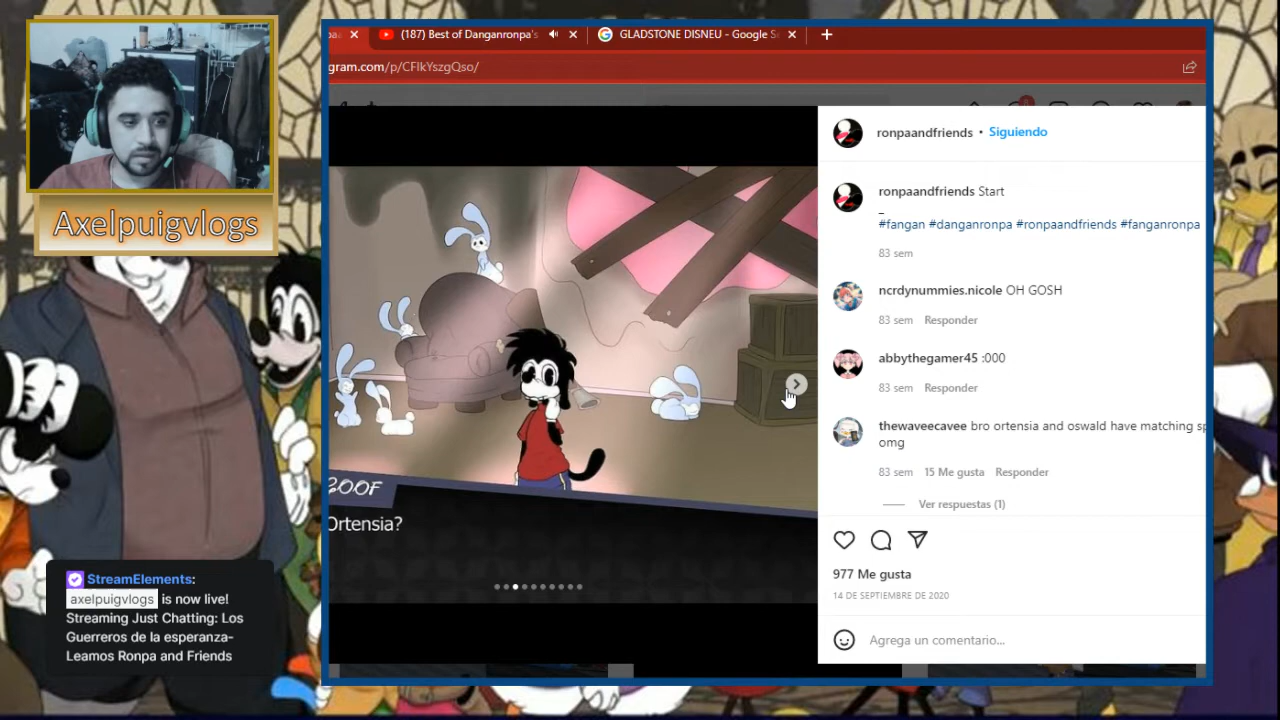 (187) Best of Danganronpa's
GLADSTONE DISNEU - Google S
gram.com/p/CFlkYszgQso/
ronpaandfriends • Siguiendo
ronpaandfriends Start
_
#fangan #danganronpa #ronpaandfriends #fanganronpa
83 sem
ncrdynummies.nicole OH GOSH
83 sem Responder
abbythegamer45 :000
83 sem Responder
thewaveecavee bro ortensia and oswald have matching sp
omg
83 sem 15 Me gusta Responder
Ver respuestas (1)
977 Me gusta
14 DE SEPTIEMBRE DE 2020
Agrega un comentario...
OOF
Ortensia?
Axelpuigvlogs
StreamElements:
axelpuigvlogs is now live!
Streaming Just Chatting: Los
Guerreros de la esperanza-
Leamos Ronpa and Friends